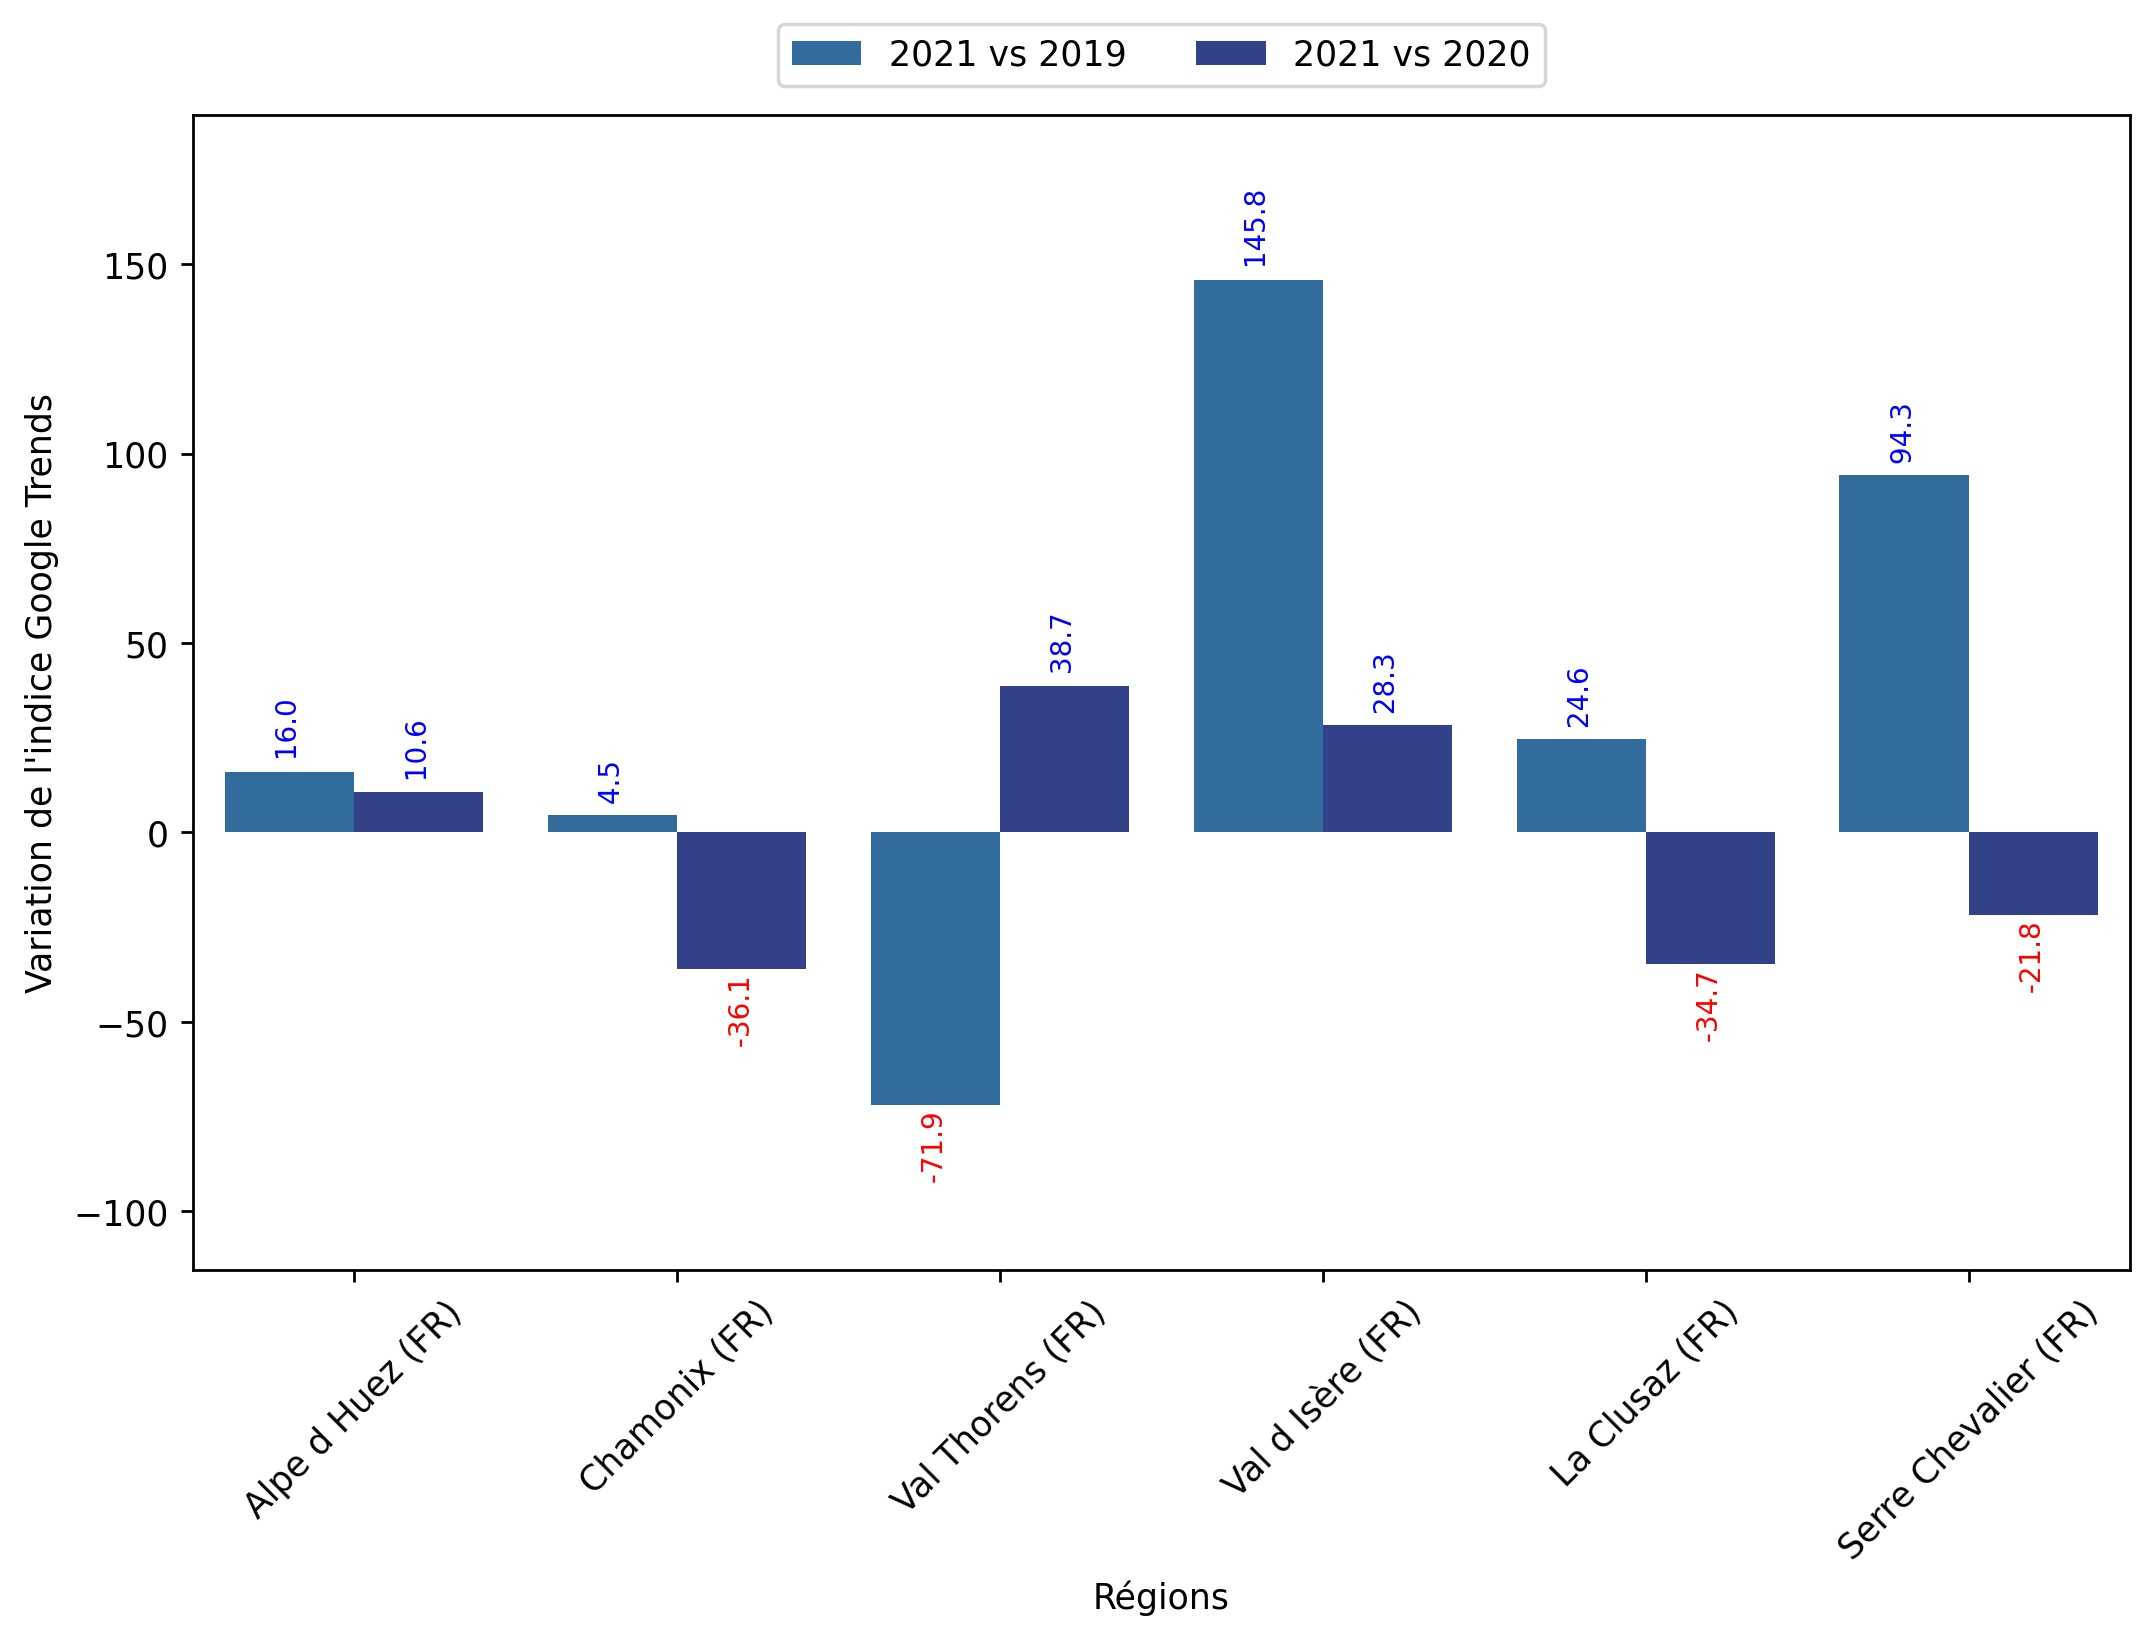 2021 vs 2019
2021 vs 2020
Variation de l'indice Google Trends
150
100
50
0
−50
−100
16.0
10.6
4.5
-36.1
-71.9
38.7
145.8
28.3
24.6
-34.7
94.3
-21.8
Alpe d Huez (FR)
Chamonix (FR)
Val Thorens (FR)
Val d Isère (FR)
La Clusaz (FR)
Serre Chevalier (FR)
Régions